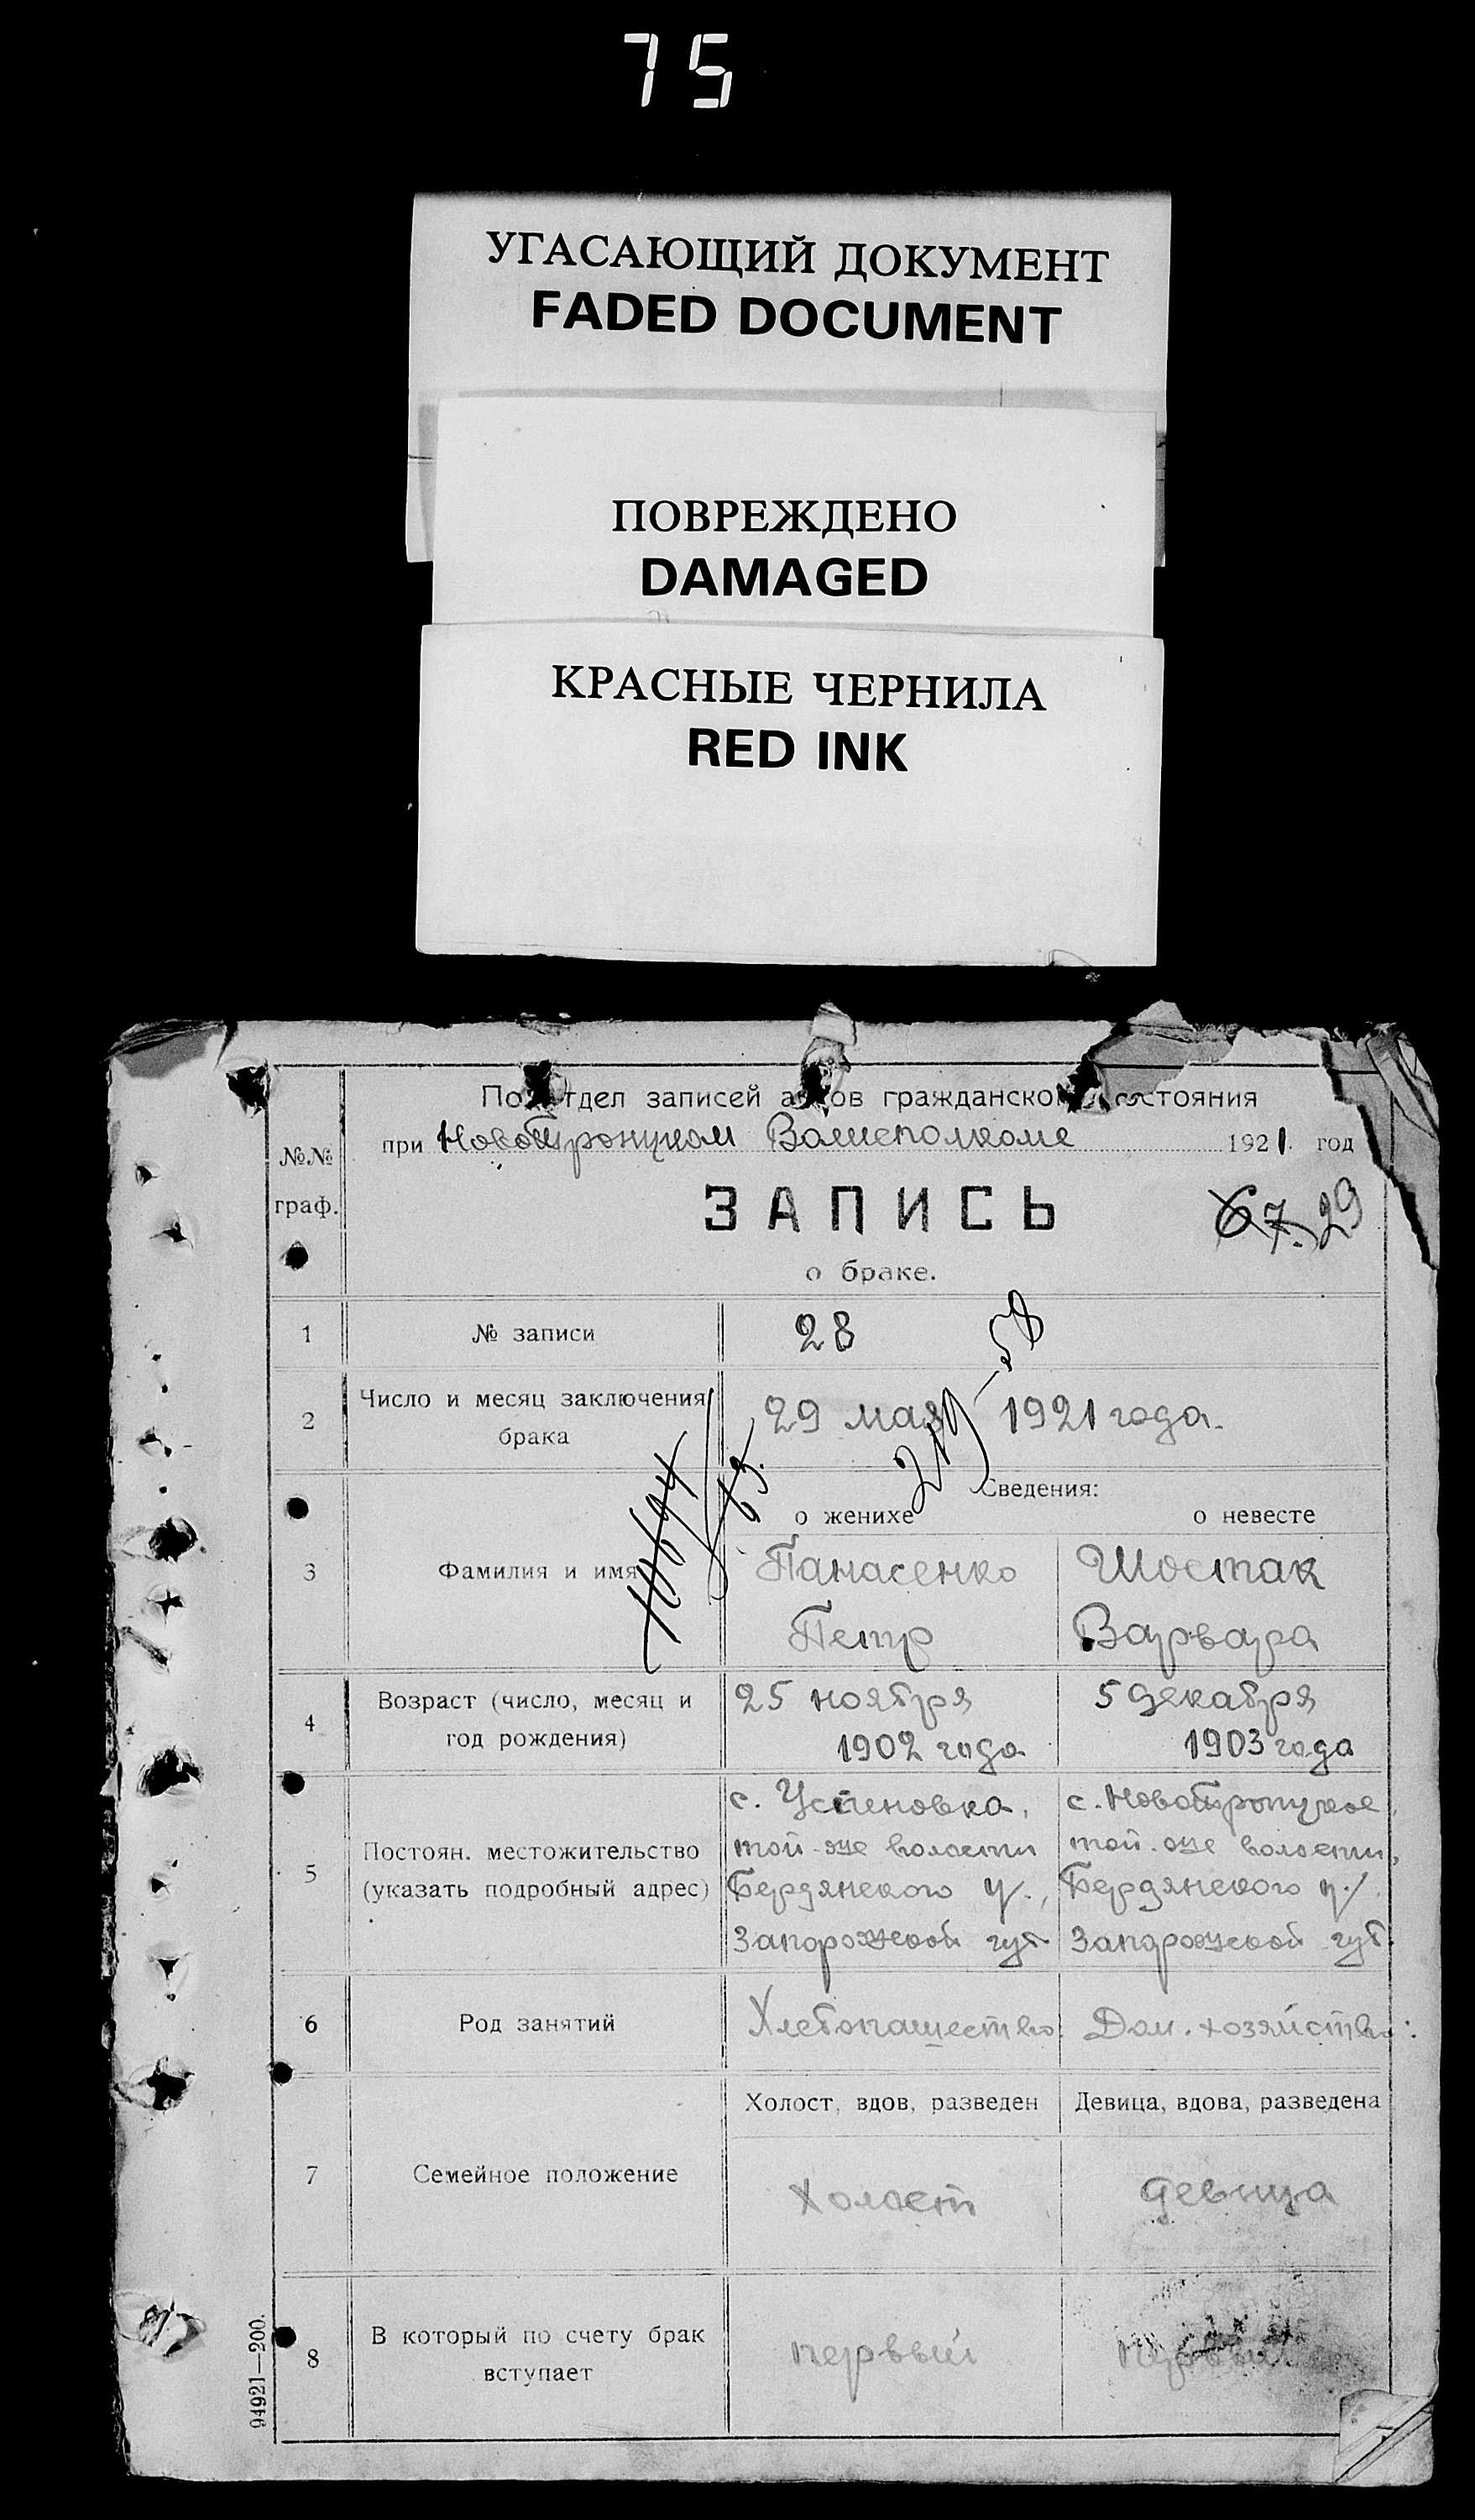 75
УГАСАЮЩИЙ ДОКУМЕНТ
FADED DOCUMENT
ПОВРЕЖДЕНО
DAMAGED
КРАСНЫЕ ЧЕРНИЛА
RED INK
Подотдел записей актов гражданского состояния
при Новотроицком Волисполкоме 1921 год
№№
граф.
ЗАПИСЬ
67. 29
о браке.
1 № записи 28
2 Число и месяц заключения брака 29 мая 1921 года.
Сведения:
о женихе о невесте
3 Фамилия и имя Панасенко Шостак
Петр Варвара
4 Возраст (число, месяц и 25 ноября 5 декабря
год рождения) 1902 года 1903 года
с. Успеновка, с. Новотроицкое,
5 Постоян. местожительство той-же волости той-же волости,
(указать подробный адрес) Бердянского у., Бердянского у.,
Запорожской губ. Запорожской губ.
6 Род занятий Хлебопашество Дом. хозяйство
Холост, вдов, разведен Девица, вдова, разведена
7 Семейное положение холост девица
8 В который по счету брак вступает первый первый
94921—200.